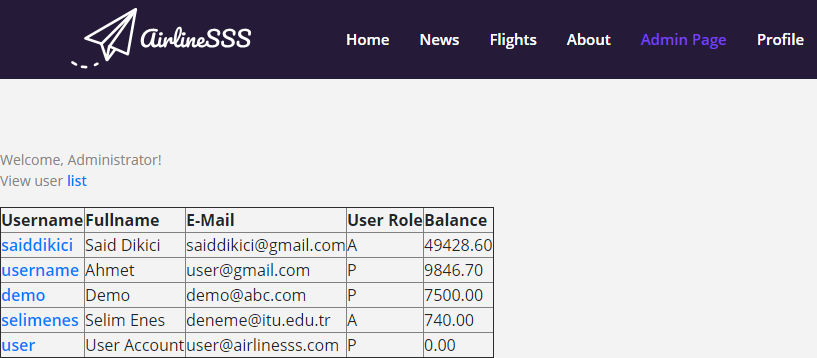 AirlineSSS Home News Flights About Admin Page Profile
Welcome, Administrator!
View user list
Username Fullname E-Mail User Role Balance
saiddikici Said Dikici saiddikici@gmail.com A 49428.60
username Ahmet user@gmail.com P 9846.70
demo Demo demo@abc.com P 7500.00
selimenes Selim Enes deneme@itu.edu.tr A 740.00
user User Account user@airlinesss.com P 0.00